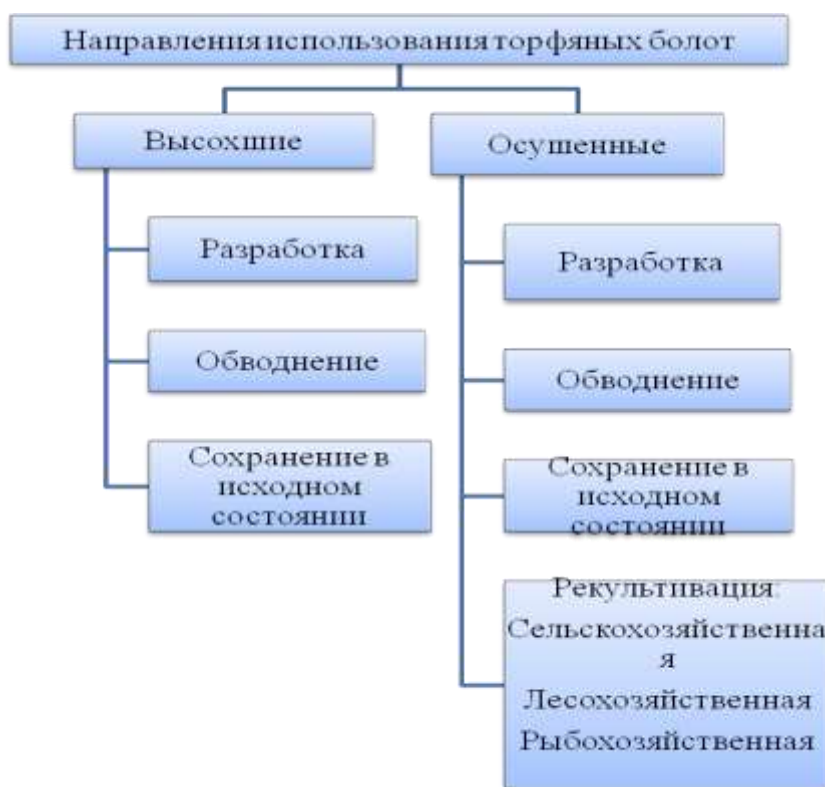 Направления использования торфяных болот
Высохшие
Осушенные
Разработка
Обводнение
Сохранение в
исходном
состоянии
Разработка
Обводнение
Сохранение в
исходном
состоянии
Рекультивация:
Сельскохозяйственна
я
Лесохозяйственная
Рыбохозяйственная